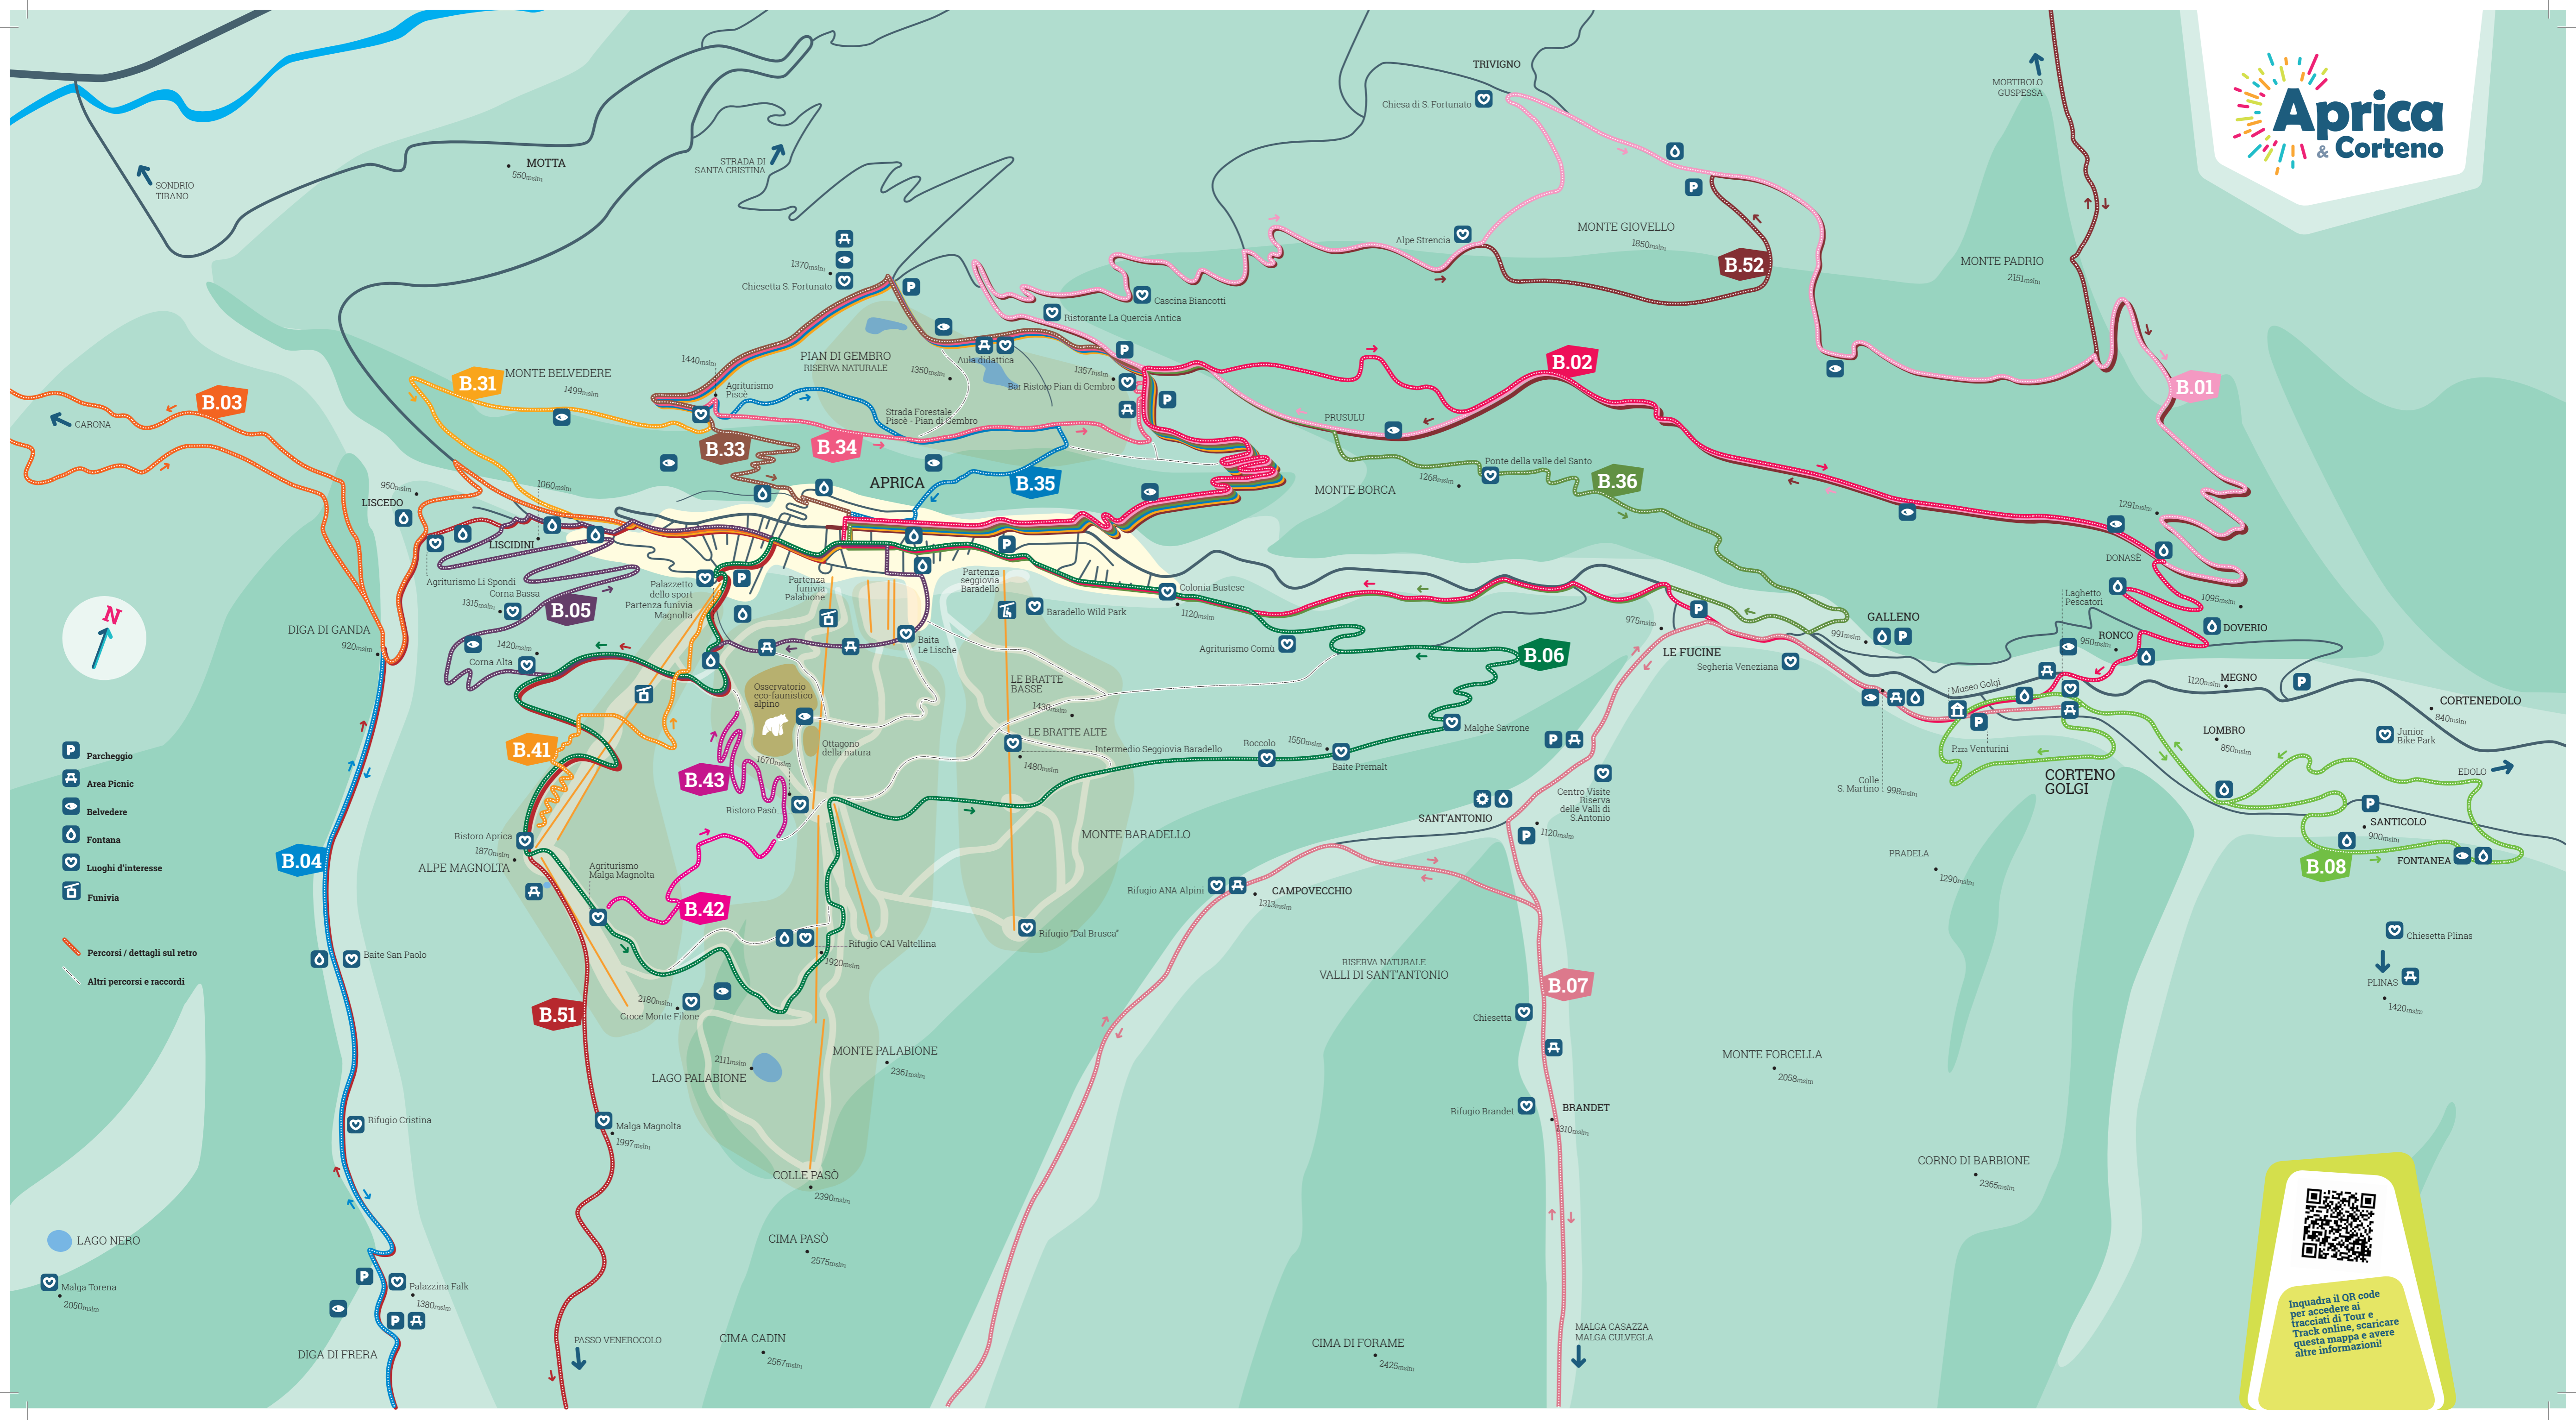 Aprica
& Corteno
TRIVIGNO
Chiesa di S. Fortunato
MORTIROLO
GUSPESSA
MOTTA
550mslm
SONDRIO
TIRANO
STRADA DI
SANTA CRISTINA
MONTE GIOVELLO
1850mslm
Alpe Strencia
B.52
MONTE PADRIO
2151mslm
1370mslm
Chiesetta S. Fortunato
Cascina Biancotti
Ristorante La Quercia Antica
1440mslm
PIAN DI GEMBRO
RISERVA NATURALE
1350mslm
Aula didattica
1357mslm
Bar Ristoro Pian di Gembro
B.02
B.01
B.31
MONTE BELVEDERE
1499mslm
Agriturismo
Piscè
B.03
CARONA
Strada Forestale
Piscè - Pian di Gembro
PRUSULU
B.33
B.34
B.35
APRICA
Ponte della valle del Santo
1268mslm
B.36
MONTE BORCA
950mslm
LISCEDO
1060mslm
1291mslm
LISCIDINI
DONASÈ
Agriturismo Li Spondi
Corna Bassa
1315mslm
B.05
Palazzetto
dello sport
Partenza funivia
Magnolta
Partenza
funivia
Palabione
Partenza
seggiovia
Baradello
Baradello Wild Park
Colonia Bustese
1120mslm
Laghetto
Pescatori
1095mslm
N
DIGA DI GANDA
920mslm
1420mslm
Corna Alta
Baita
Le Lische
Agriturismo Comù
B.06
975mslm
LE FUCINE
GALLENO
991mslm
Segheria Veneziana
DOVERIO
RONCO
950mslm
1120mslm
MEGNO
CORTENEDOLO
840mslm
Osservatorio
eco-faunistico
alpino
LE BRATTE
BASSE
1430mslm
LE BRATTE ALTE
Malghe Savrone
Museo Golgi
P.zza Venturini
LOMBRO
850mslm
Junior
Bike Park
EDOLO
B.41
Ottagono
della natura
Intermedio Seggiovia Baradello
1480mslm
Roccolo
1550mslm
Baite Premalt
1670mslm
B.43
Ristoro Pasò
CORTENO
GOLGI
Colle
S. Martino
998mslm
Parcheggio
Area Picnic
Belvedere
Fontana
Luoghi d'interesse
Funivia
Percorsi / dettagli sul retro
Altri percorsi e raccordi
Centro Visite
Riserva
delle Valli di
S.Antonio
SANT'ANTONIO
1120mslm
SANTICOLO
900mslm
Ristoro Aprica
1870mslm
ALPE MAGNOLTA
MONTE BARADELLO
B.04
Agriturismo
Malga Magnolta
PRADELA
1290mslm
B.08
FONTANEA
B.42
Rifugio ANA Alpini
CAMPOVECCHIO
1313mslm
Rifugio "Dal Brusca"
Rifugio CAI Valtellina
1920mslm
Baite San Paolo
Chiesetta Plinas
PLINAS
1420mslm
RISERVA NATURALE
VALLI DI SANT'ANTONIO
B.07
B.51
2180mslm
Croce Monte Filone
Chiesetta
2111mslm
LAGO PALABIONE
MONTE PALABIONE
2361mslm
MONTE FORCELLA
2058mslm
Rifugio Cristina
Malga Magnolta
1997mslm
Rifugio Brandet
BRANDET
1310mslm
COLLE PASÒ
2390mslm
CORNO DI BARBIONE
2365mslm
LAGO NERO
Malga Torena
2050mslm
CIMA PASÒ
2575mslm
Palazzina Falk
1380mslm
DIGA DI FRERA
PASSO VENEROCOLO
CIMA CADIN
2567mslm
CIMA DI FORAME
2425mslm
MALGA CASAZZA
MALGA CULVEGLA
Inquadra il QR code
per accedere ai
tracciati di Tour e
Track online, scaricare
questa mappa e avere
altre informazioni!